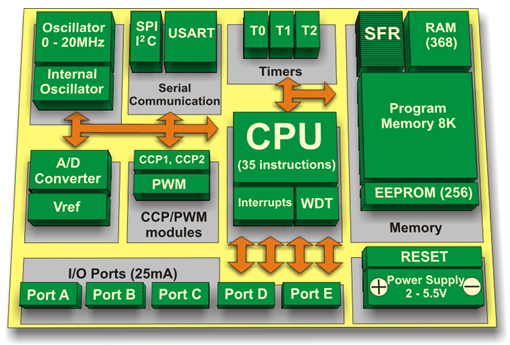 Oscillator
0 - 20MHz
Internal
Oscillator
SPI
I²C
USART
Serial
Communication
T0 T1 T2
Timers
SFR
RAM
(368)
Program
Memory 8K
EEPROM (256)
Memory
CPU
(35 instructions)
Interrupts
WDT
A/D
Converter
Vref
CCP1, CCP2
PWM
CCP/PWM
modules
I/O Ports (25mA)
Port A
Port B
Port C
Port D
Port E
RESET
Power Supply
+ 2 - 5.5V −